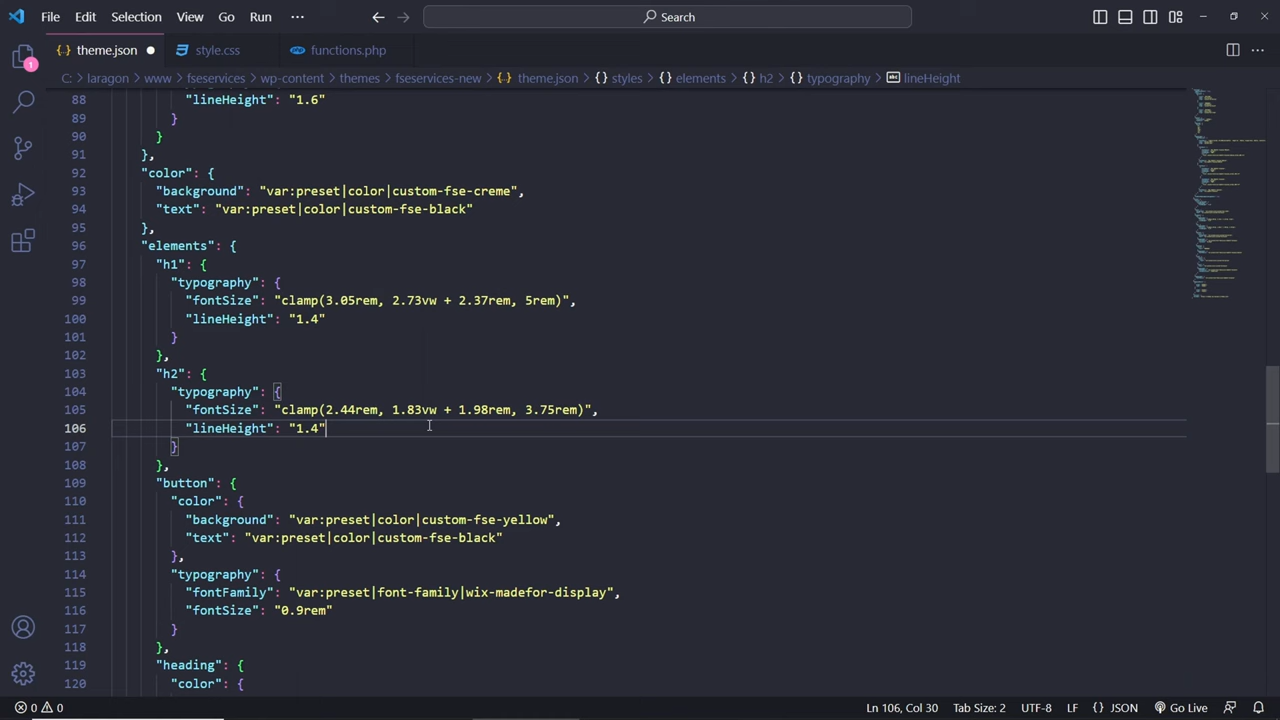 File Edit Selection View Go Run ··· Search
1
theme.json style.css functions.php
C: > laragon > www > fseservices > wp-content > themes > fseservices-new > {} theme.json > {} styles > {} elements > {} h2 > {} typography > abc lineHeight
88 "lineHeight": "1.6"
89 }
90 }
91 },
92 "color": {
93 "background": "var:preset|color|custom-fse-creme",
94 "text": "var:preset|color|custom-fse-black"
95 },
96 "elements": {
97 "h1": {
98 "typography": {
99 "fontSize": "clamp(3.05rem, 2.73vw + 2.37rem, 5rem)",
100 "lineHeight": "1.4"
101 }
102 },
103 "h2": {
104 "typography": {
105 "fontSize": "clamp(2.44rem, 1.83vw + 1.98rem, 3.75rem)",
106 "lineHeight": "1.4"
107 }
108 },
109 "button": {
110 "color": {
111 "background": "var:preset|color|custom-fse-yellow",
112 "text": "var:preset|color|custom-fse-black"
113 },
114 "typography": {
115 "fontFamily": "var:preset|font-family|wix-madefor-display",
116 "fontSize": "0.9rem"
117 }
118 },
119 "heading": {
120 "color": {
0 0 Ln 106, Col 30 Tab Size: 2 UTF-8 LF {} JSON Go Live